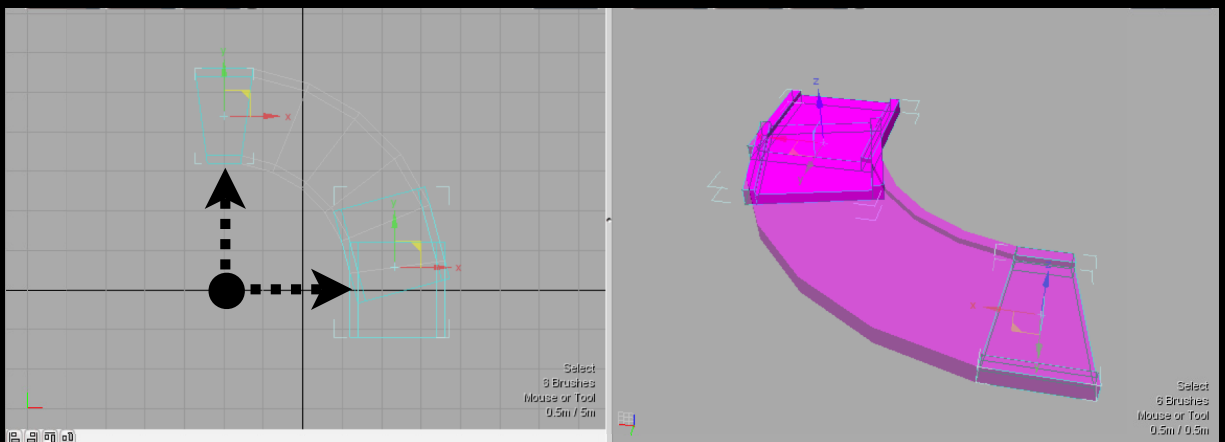 Y
X
Y
X
Select
6 Brushes
Mouse or Tool
0.5m / 5m
Z
X
Y
Z
X
Y
Select
6 Brushes
Mouse or Tool
0.5m / 0.5m